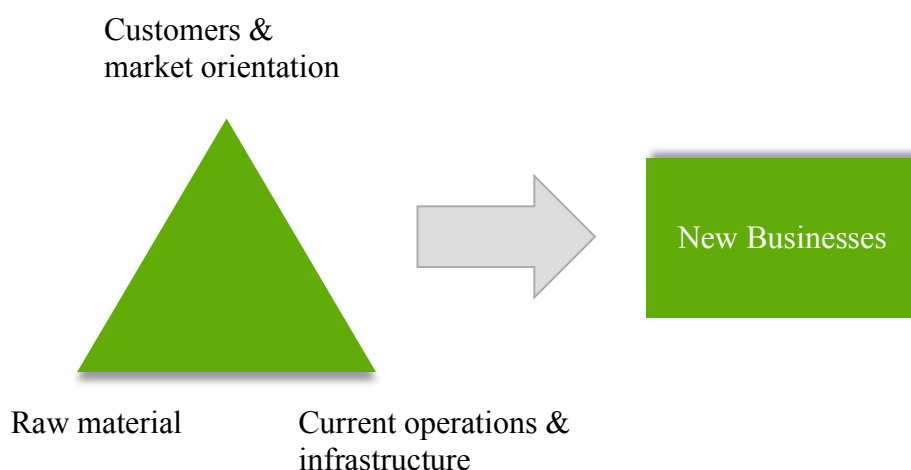 Customers &
market orientation
New Businesses
Raw material
Current operations &
infrastructure